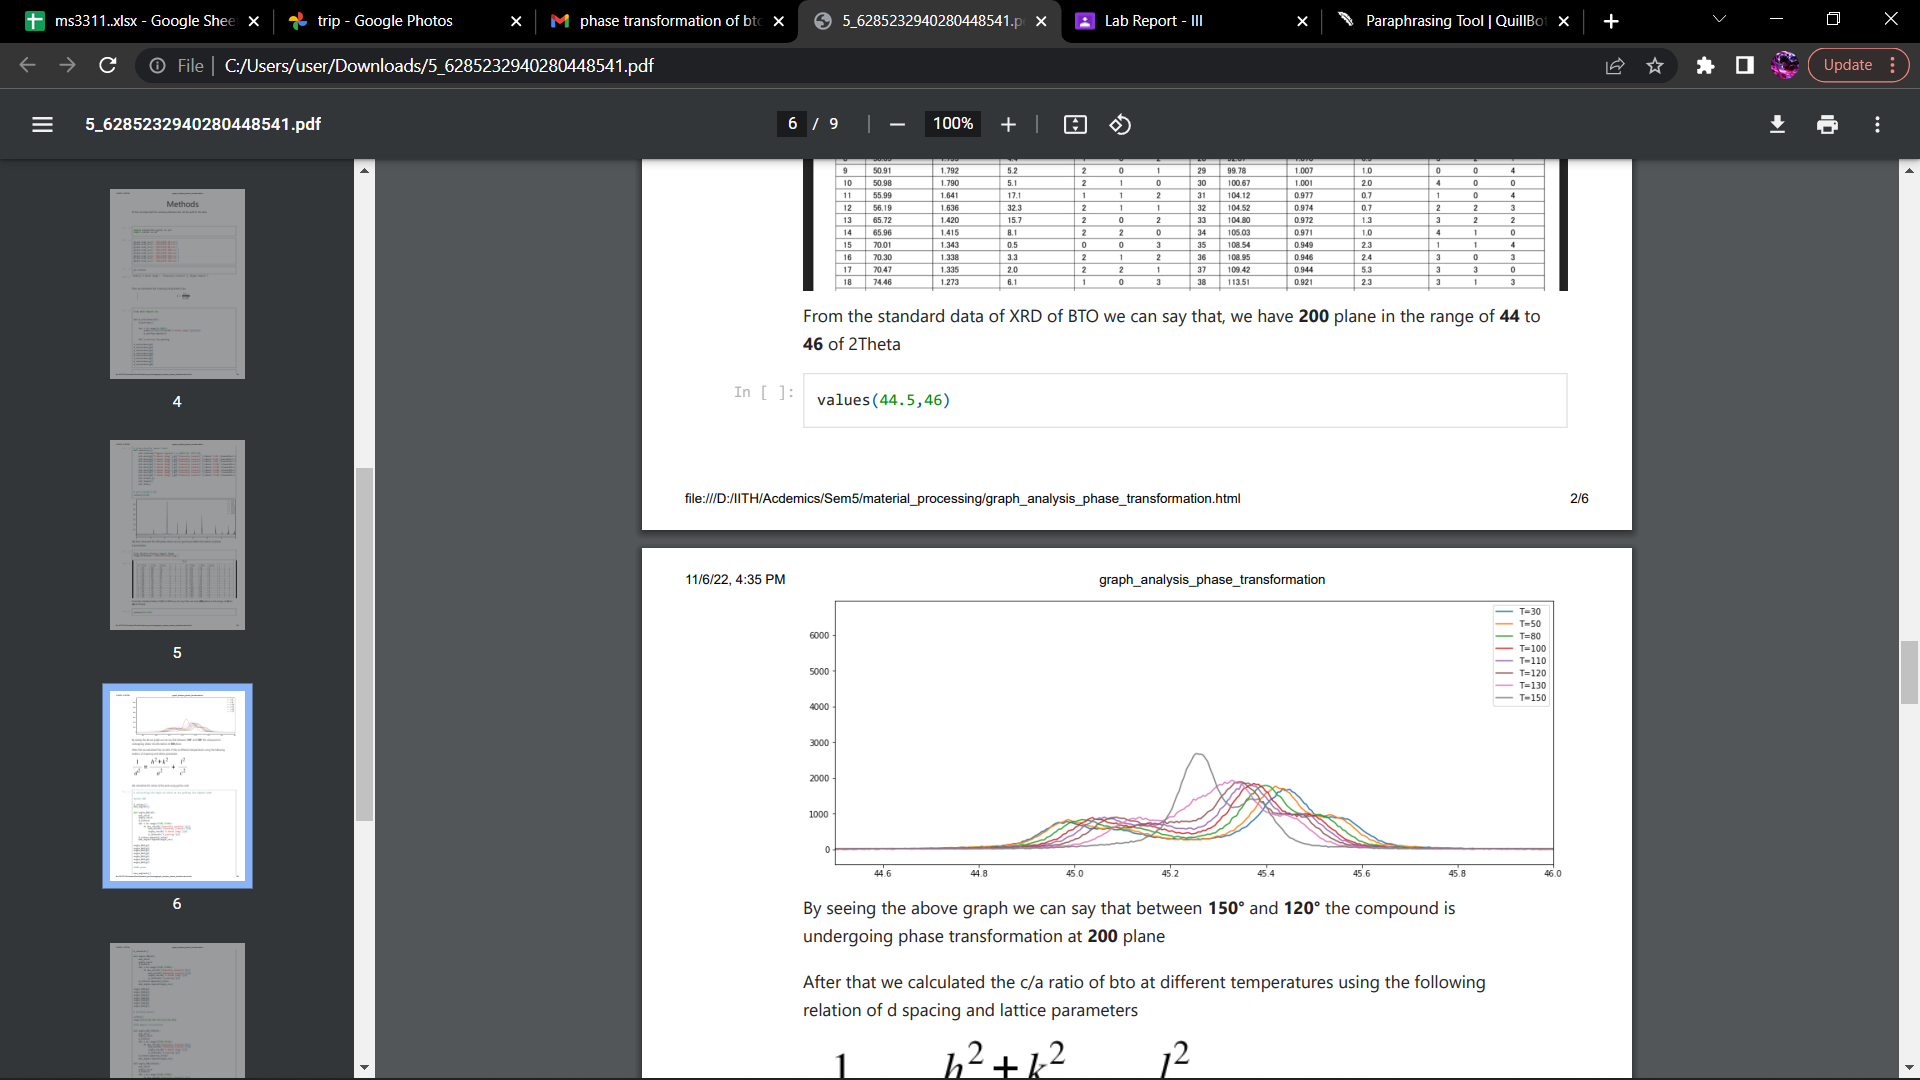 ms3311..xlsx - Google Shee
trip - Google Photos
phase transformation of bto
5_6285232940280448541.p
Lab Report - III
Paraphrasing Tool | QuillBo
File
C:/Users/user/Downloads/5_6285232940280448541.pdf
Update
5_6285232940280448541.pdf
6 / 9
100%
9 50.91 1.792 5.2 2 0 1 29 99.78 1.007 1.0 0 0 4
10 50.98 1.790 5.1 2 1 0 30 100.67 1.001 2.0 4 0 0
11 55.99 1.641 17.1 1 1 2 31 104.12 0.977 0.7 1 0 4
12 56.19 1.636 32.3 2 1 1 32 104.52 0.974 0.7 2 2 3
13 65.72 1.420 15.7 2 0 2 33 104.80 0.972 1.3 3 2 2
14 65.96 1.415 8.1 2 2 0 34 105.03 0.971 1.0 4 1 0
15 70.01 1.343 0.5 0 0 3 35 108.54 0.949 2.3 1 1 4
16 70.30 1.338 3.3 2 1 2 36 108.95 0.946 2.4 3 0 3
17 70.47 1.335 2.0 2 2 1 37 109.42 0.944 5.3 3 3 0
18 74.46 1.273 6.1 1 0 3 38 113.51 0.921 2.3 3 1 3
From the standard data of XRD of BTO we can say that, we have 200 plane in the range of 44 to
46 of 2Theta
In [ ]:
values(44.5,46)
file:///D:/IITH/Acdemics/Sem5/material_processing/graph_analysis_phase_transformation.html
2/6
11/6/22, 4:35 PM
graph_analysis_phase_transformation
T=30
T=50
T=80
T=100
T=110
T=120
T=130
T=150
6000
5000
4000
3000
2000
1000
0
44.6 44.8 45.0 45.2 45.4 45.6 45.8 46.0
By seeing the above graph we can say that between 150° and 120° the compound is
undergoing phase transformation at 200 plane
After that we calculated the c/a ratio of bto at different temperatures using the following
relation of d spacing and lattice parameters
1 h² + k² l²
Methods
4
5
6